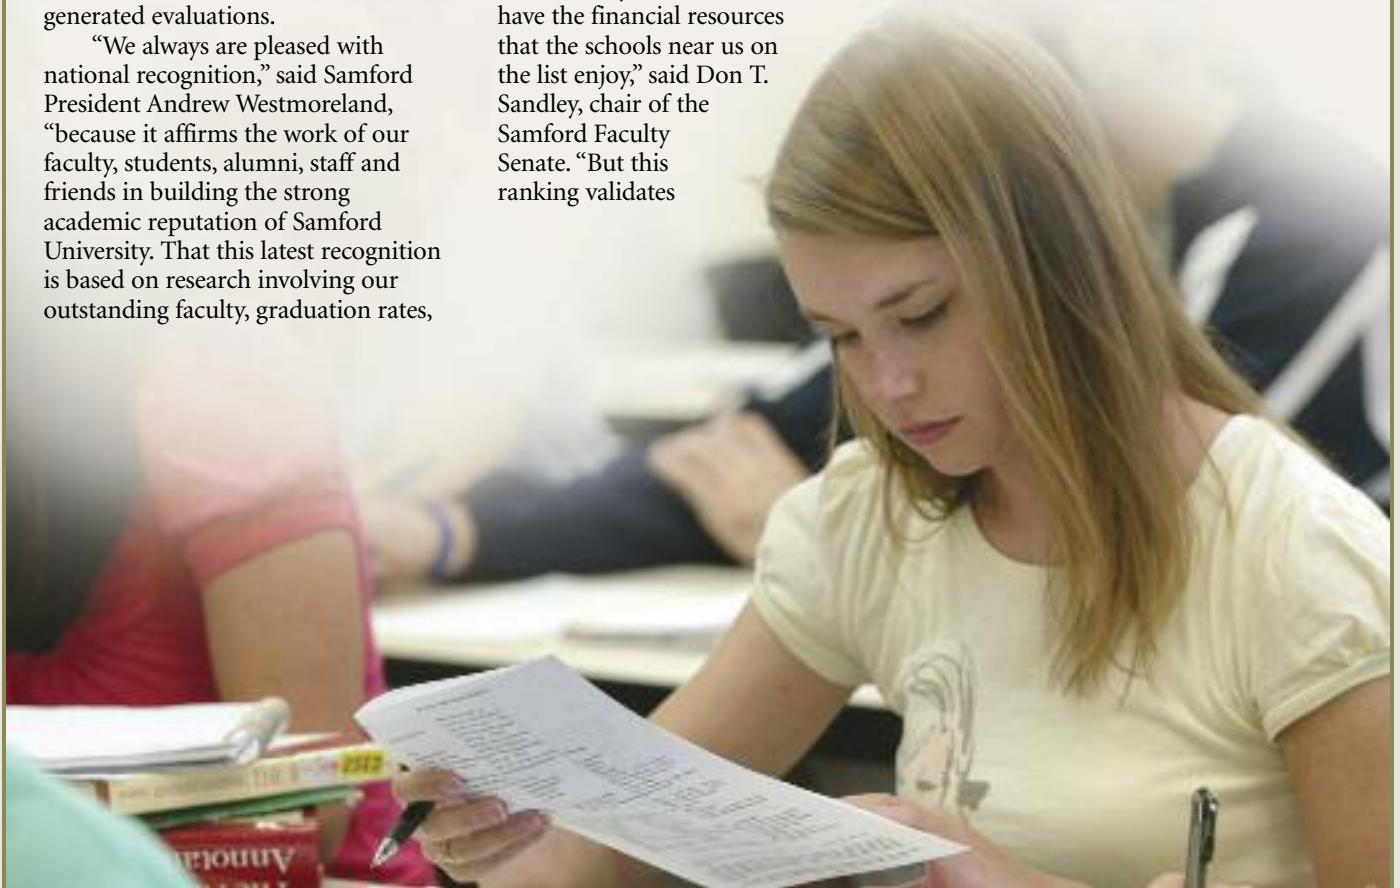 generated evaluations.
“We always are pleased with
national recognition,” said Samford
President Andrew Westmoreland,
“because it affirms the work of our
faculty, students, alumni, staff and
friends in building the strong
academic reputation of Samford
University. That this latest recognition
is based on research involving our
outstanding faculty, graduation rates,
have the financial resources
that the schools near us on
the list enjoy,” said Don T.
Sandley, chair of the
Samford Faculty
Senate. “But this
ranking validates